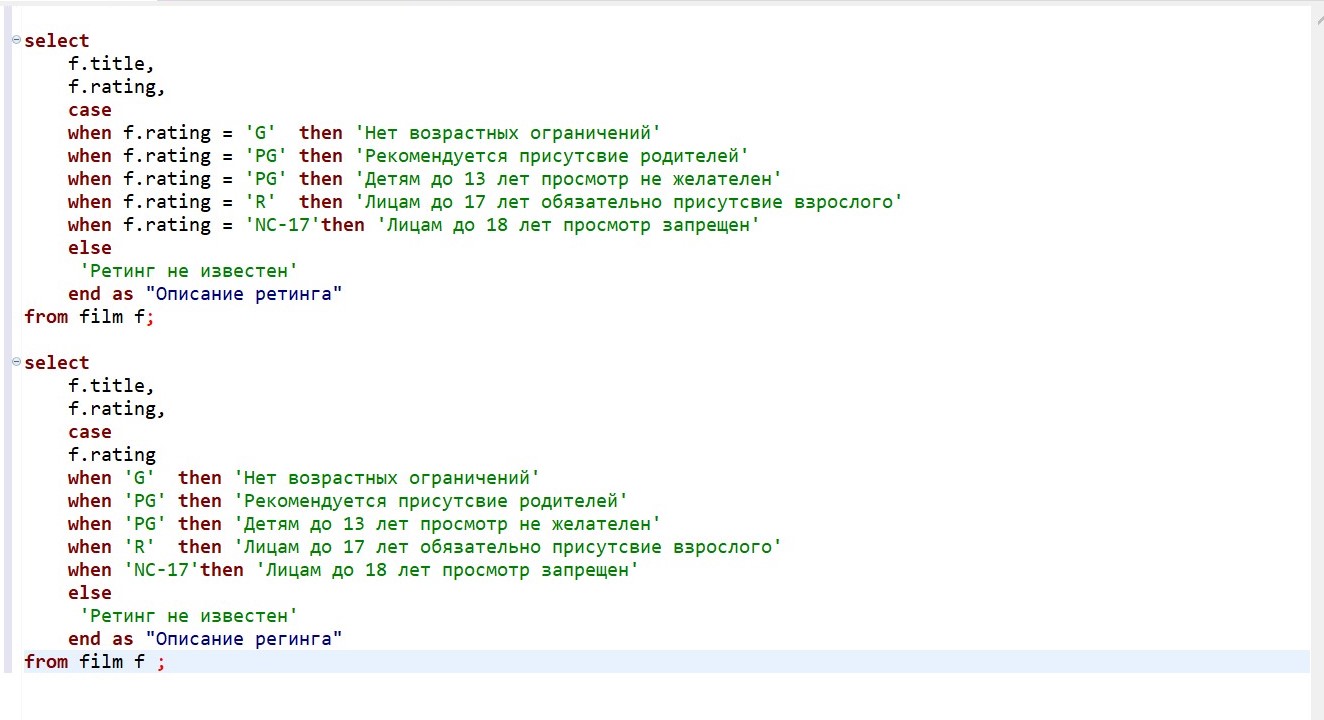 select
f.title,
f.rating,
case
when f.rating = 'G'  then 'Нет возрастных ограничений'
when f.rating = 'PG' then 'Рекомендуется присутсвие родителей'
when f.rating = 'PG' then 'Детям до 13 лет просмотр не желателен'
when f.rating = 'R'  then 'Лицам до 17 лет обязательно присутсвие взрослого'
when f.rating = 'NC-17'then 'Лицам до 18 лет просмотр запрещен'
else
'Ретинг не известен'
end as "Описание ретинга"
from film f;
select
f.title,
f.rating,
case
f.rating
when 'G'  then 'Нет возрастных ограничений'
when 'PG' then 'Рекомендуется присутсвие родителей'
when 'PG' then 'Детям до 13 лет просмотр не желателен'
when 'R'  then 'Лицам до 17 лет обязательно присутсвие взрослого'
when 'NC-17'then 'Лицам до 18 лет просмотр запрещен'
else
'Ретинг не известен'
end as "Описание регинга"
from film f ;